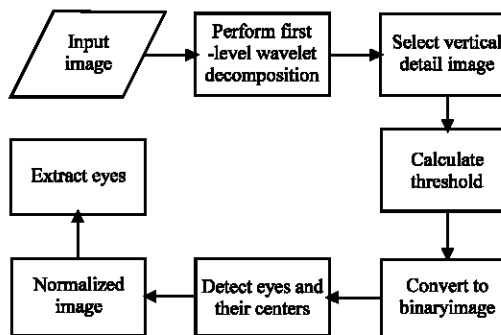 Input
image
Perform first
-level wavelet
decomposition
Select vertical
detail image
Calculate
threshold
Convert to
binaryimage
Detect eyes and
their centers
Normalized
image
Extract eyes